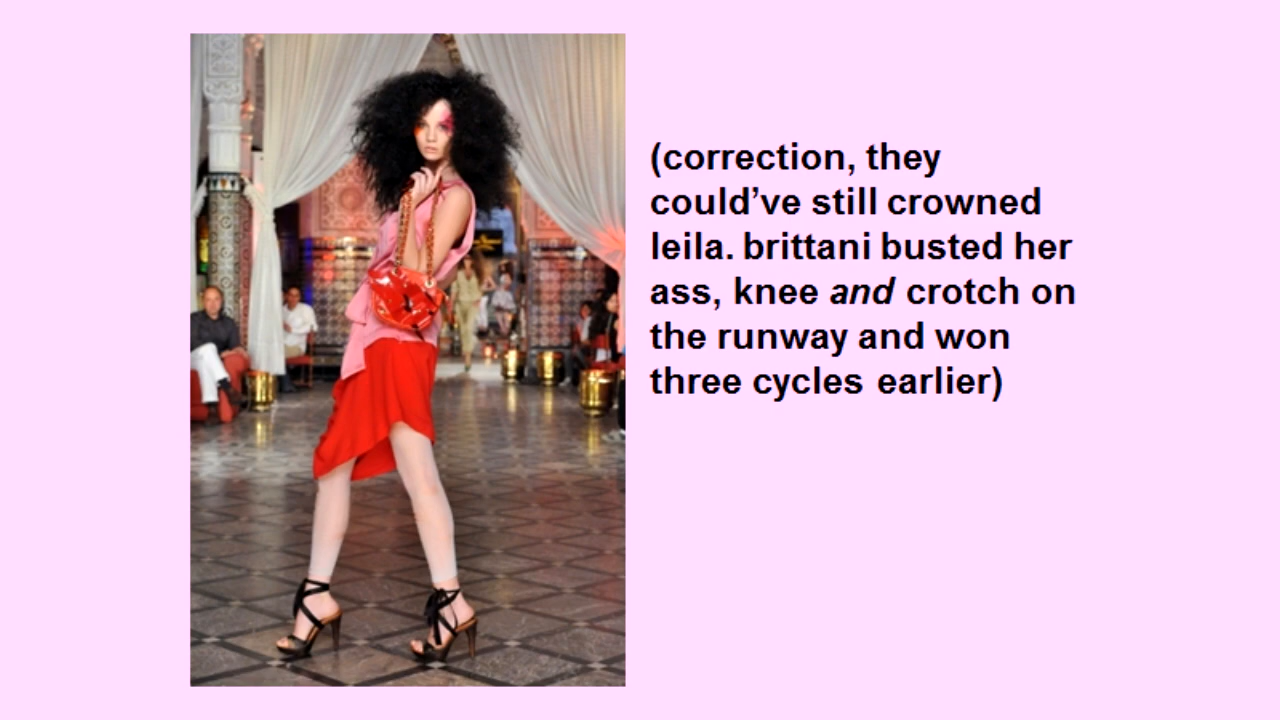 (correction, they
could’ve still crowned
leila. brittani busted her
ass, knee and crotch on
the runway and won
three cycles earlier)